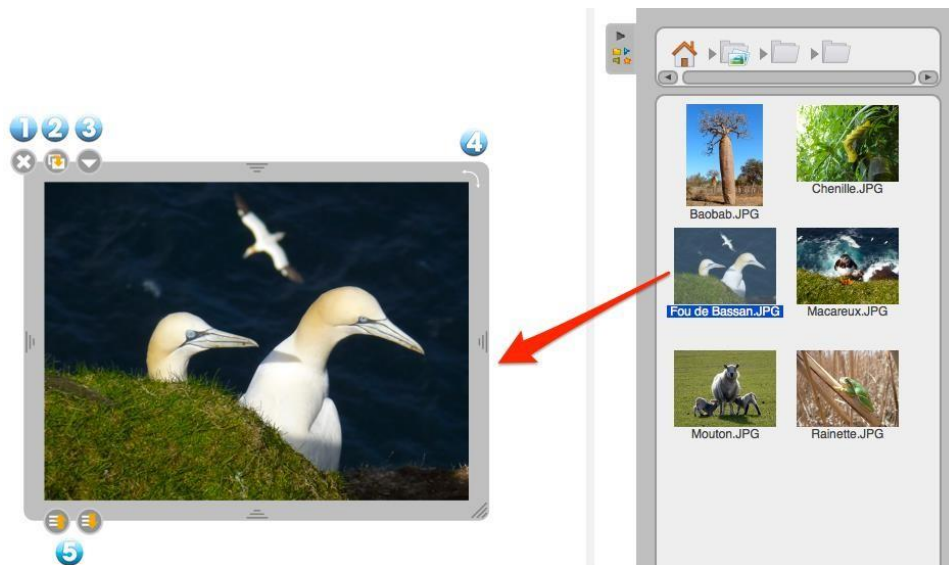 1 2 3
4
Baobab.JPG Chenille.JPG
Fou de Bassan.JPG Macareux.JPG
Mouton.JPG Rainette.JPG
5